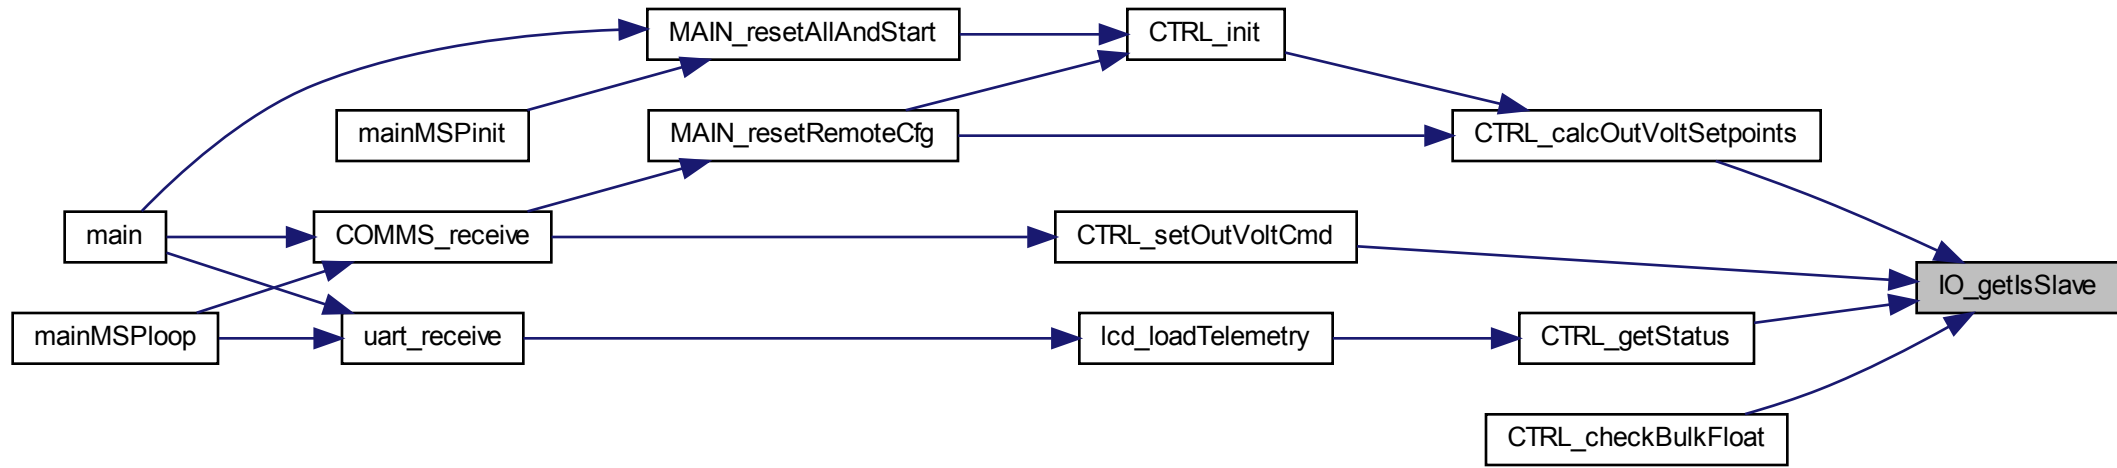 MAIN_resetAllAndStart
CTRL_init
mainMSPinit
MAIN_resetRemoteCfg
CTRL_calcOutVoltSetpoints
main
COMMS_receive
CTRL_setOutVoltCmd
IO_getIsSlave
mainMSPloop
uart_receive
lcd_loadTelemetry
CTRL_getStatus
CTRL_checkBulkFloat